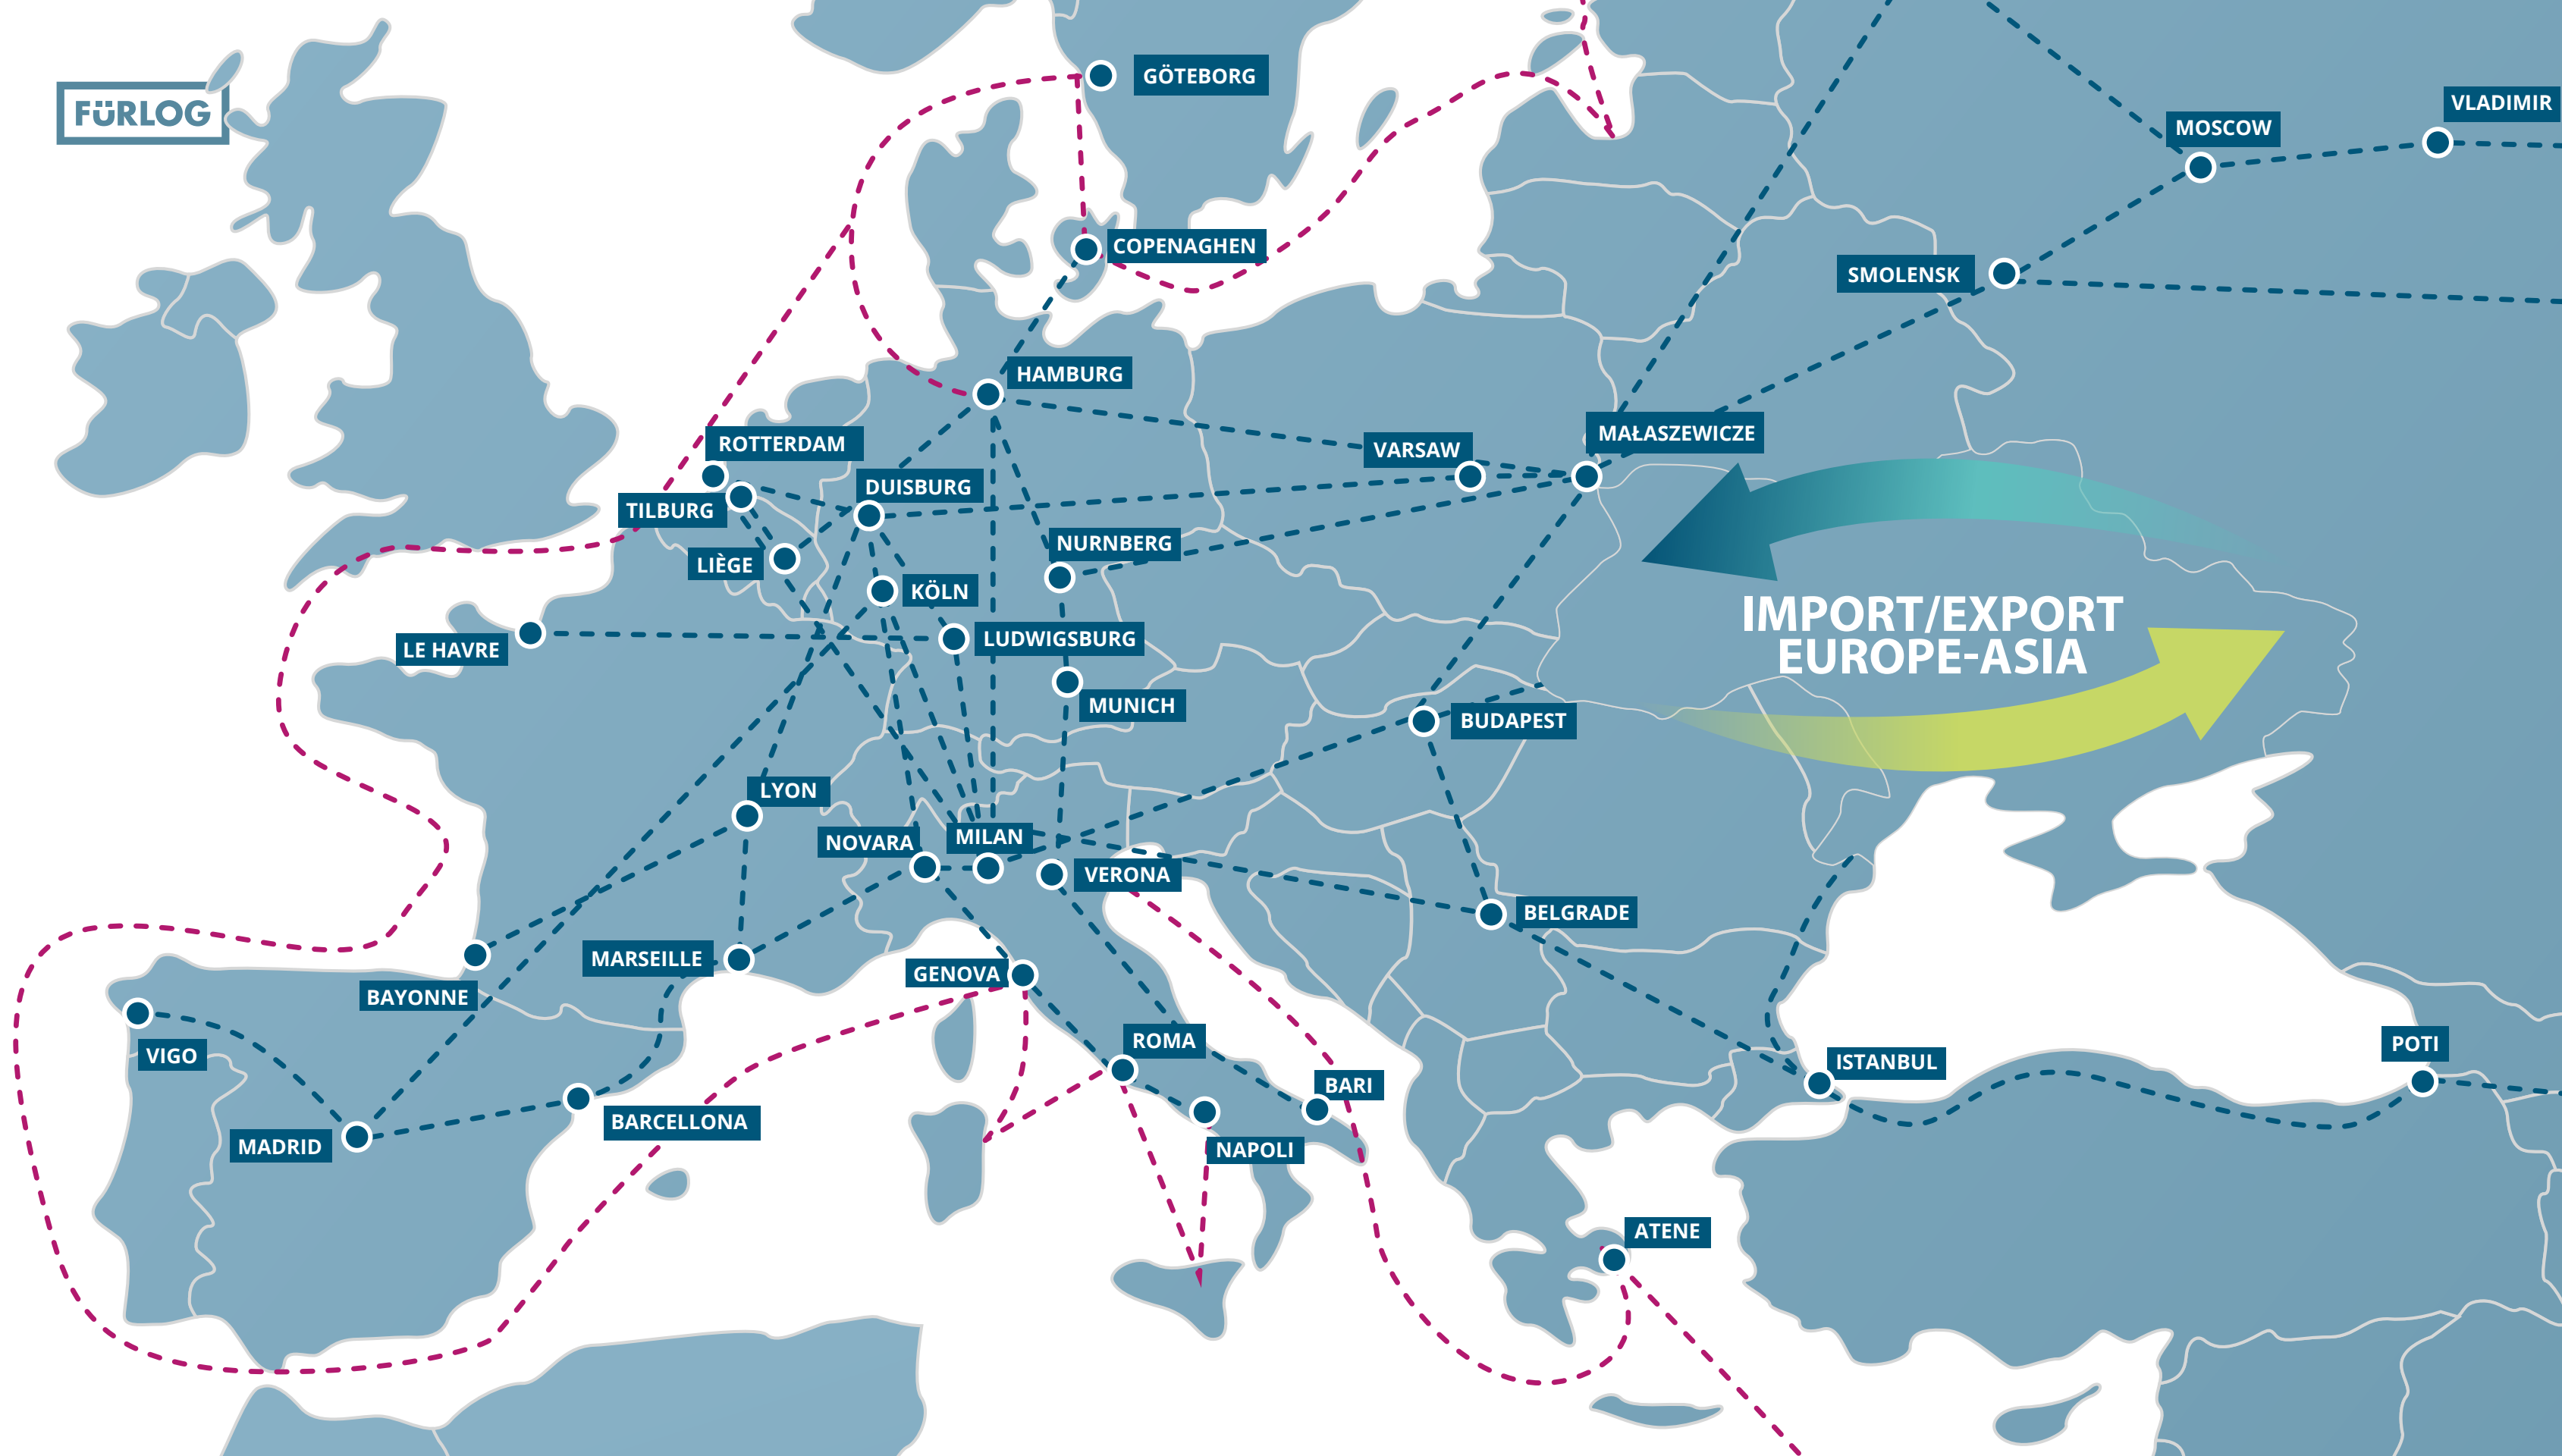 GÖTEBORG
VLADIMIR
FÜRLOG
MOSCOW
COPENAGHEN
SMOLENSK
HAMBURG
MAŁASZEWICZE
ROTTERDAM
VARSAW
DUISBURG
TILBURG
NURNBERG
LIÈGE
KÖLN
IMPORT/EXPORT
EUROPE-ASIA
LUDWIGSBURG
LE HAVRE
MUNICH
BUDAPEST
LYON
MILAN
NOVARA
VERONA
BELGRADE
MARSEILLE
GENOVA
BAYONNE
ROMA
POTI
VIGO
ISTANBUL
BARI
BARCELLONA
MADRID
NAPOLI
ATENE